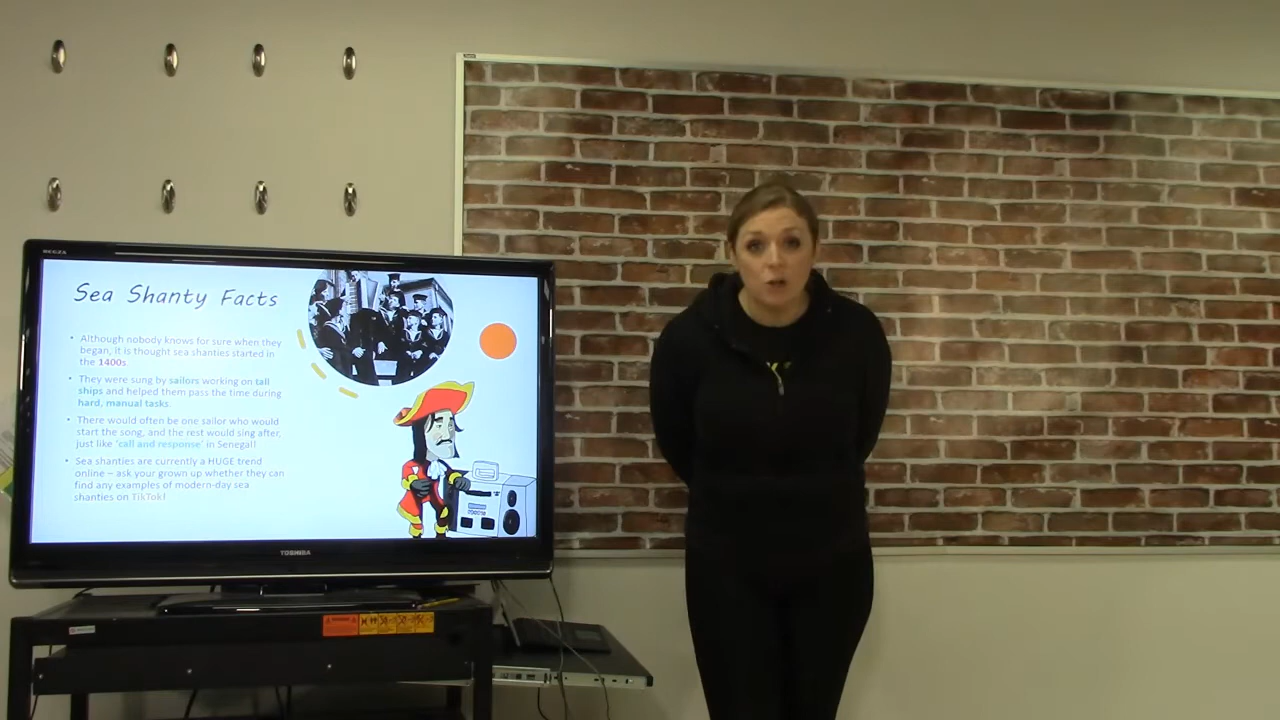 REGZA
Sea Shanty Facts
• Although nobody knows for sure when they
began, it is thought sea shanties started in
the 1400s.
• They were sung by sailors working on tall
ships and helped them pass the time during
hard, manual tasks.
• There would often be one sailor who would
start the song, and the rest would sing after,
just like 'call and response' in Senegal!
• Sea shanties are currently a HUGE trend
online – ask your grown up whether they can
find any examples of modern-day sea
shanties on TikTok!
TOSHIBA